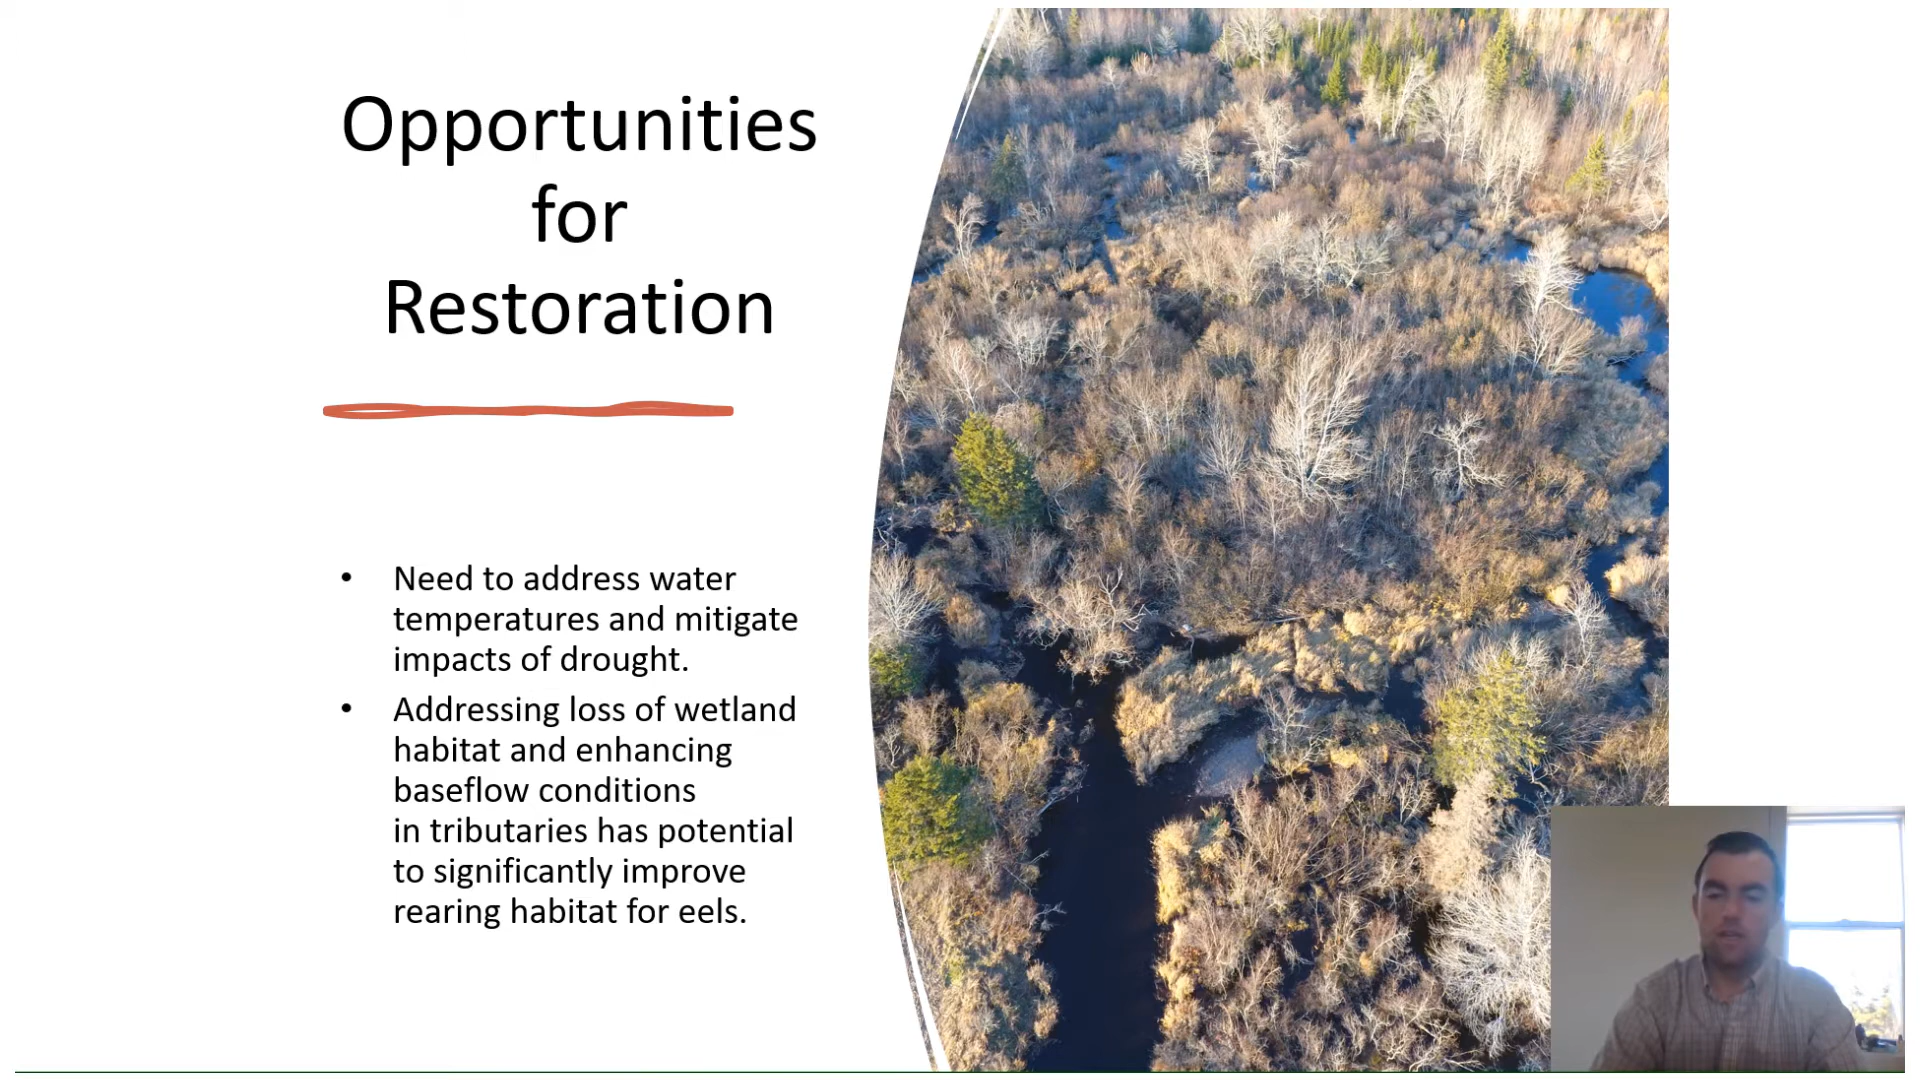 Opportunities
for
Restoration
• Need to address water
temperatures and mitigate
impacts of drought.
• Addressing loss of wetland
habitat and enhancing
baseflow conditions
in tributaries has potential
to significantly improve
rearing habitat for eels.